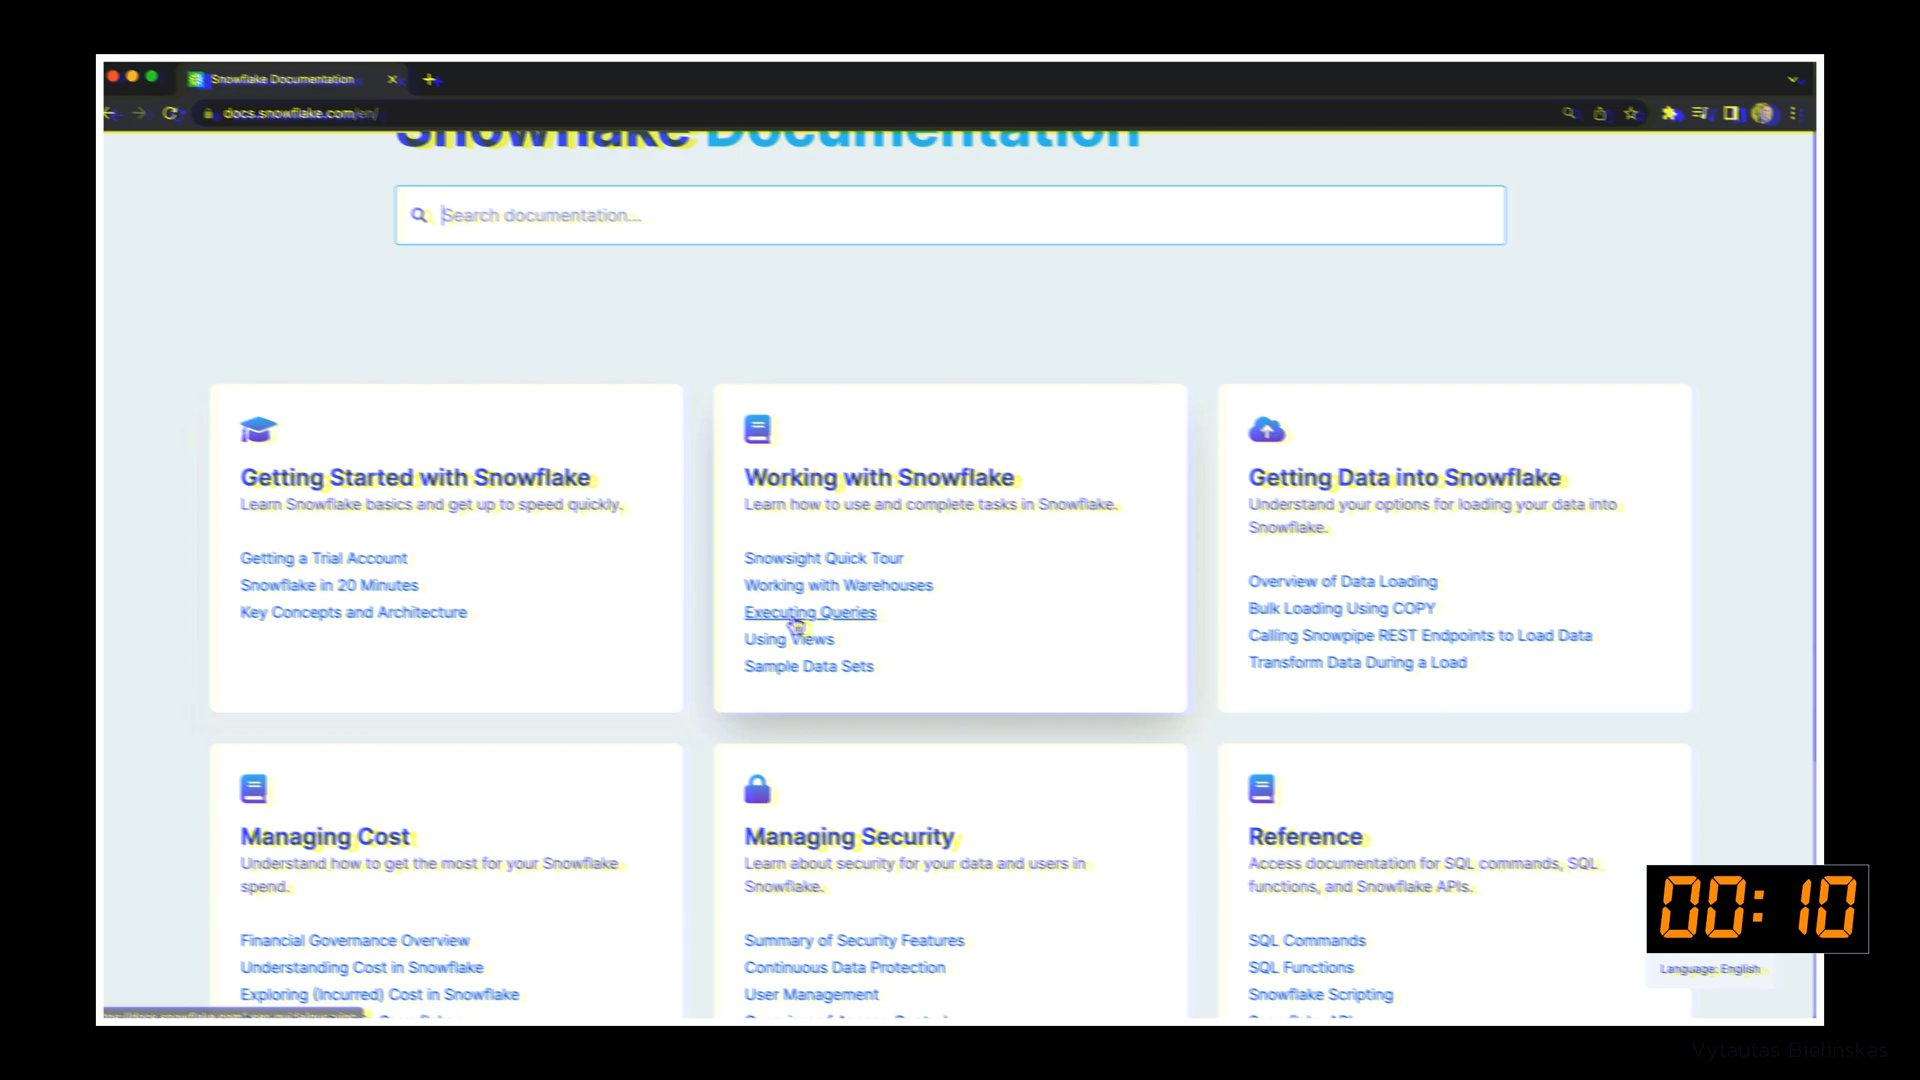 Snowflake Documentation
docs.snowflake.com/en/
Snowflake Documentation
Search documentation...
Getting Started with Snowflake
Learn Snowflake basics and get up to speed quickly.
Getting a Trial Account
Snowflake in 20 Minutes
Key Concepts and Architecture
Working with Snowflake
Learn how to use and complete tasks in Snowflake.
Snowsight Quick Tour
Working with Warehouses
Executing Queries
Using Views
Sample Data Sets
Getting Data into Snowflake
Understand your options for loading your data into
Snowflake.
Overview of Data Loading
Bulk Loading Using COPY
Calling Snowpipe REST Endpoints to Load Data
Transform Data During a Load
Managing Cost
Understand how to get the most for your Snowflake
spend.
Financial Governance Overview
Understanding Cost in Snowflake
Exploring (Incurred) Cost in Snowflake
Managing Security
Learn about security for your data and users in
Snowflake.
Summary of Security Features
Continuous Data Protection
User Management
Reference
Access documentation for SQL commands, SQL
functions, and Snowflake APIs.
SQL Commands
SQL Functions
Snowflake Scripting
00:10
Language: English
Vytautas Bielinskas